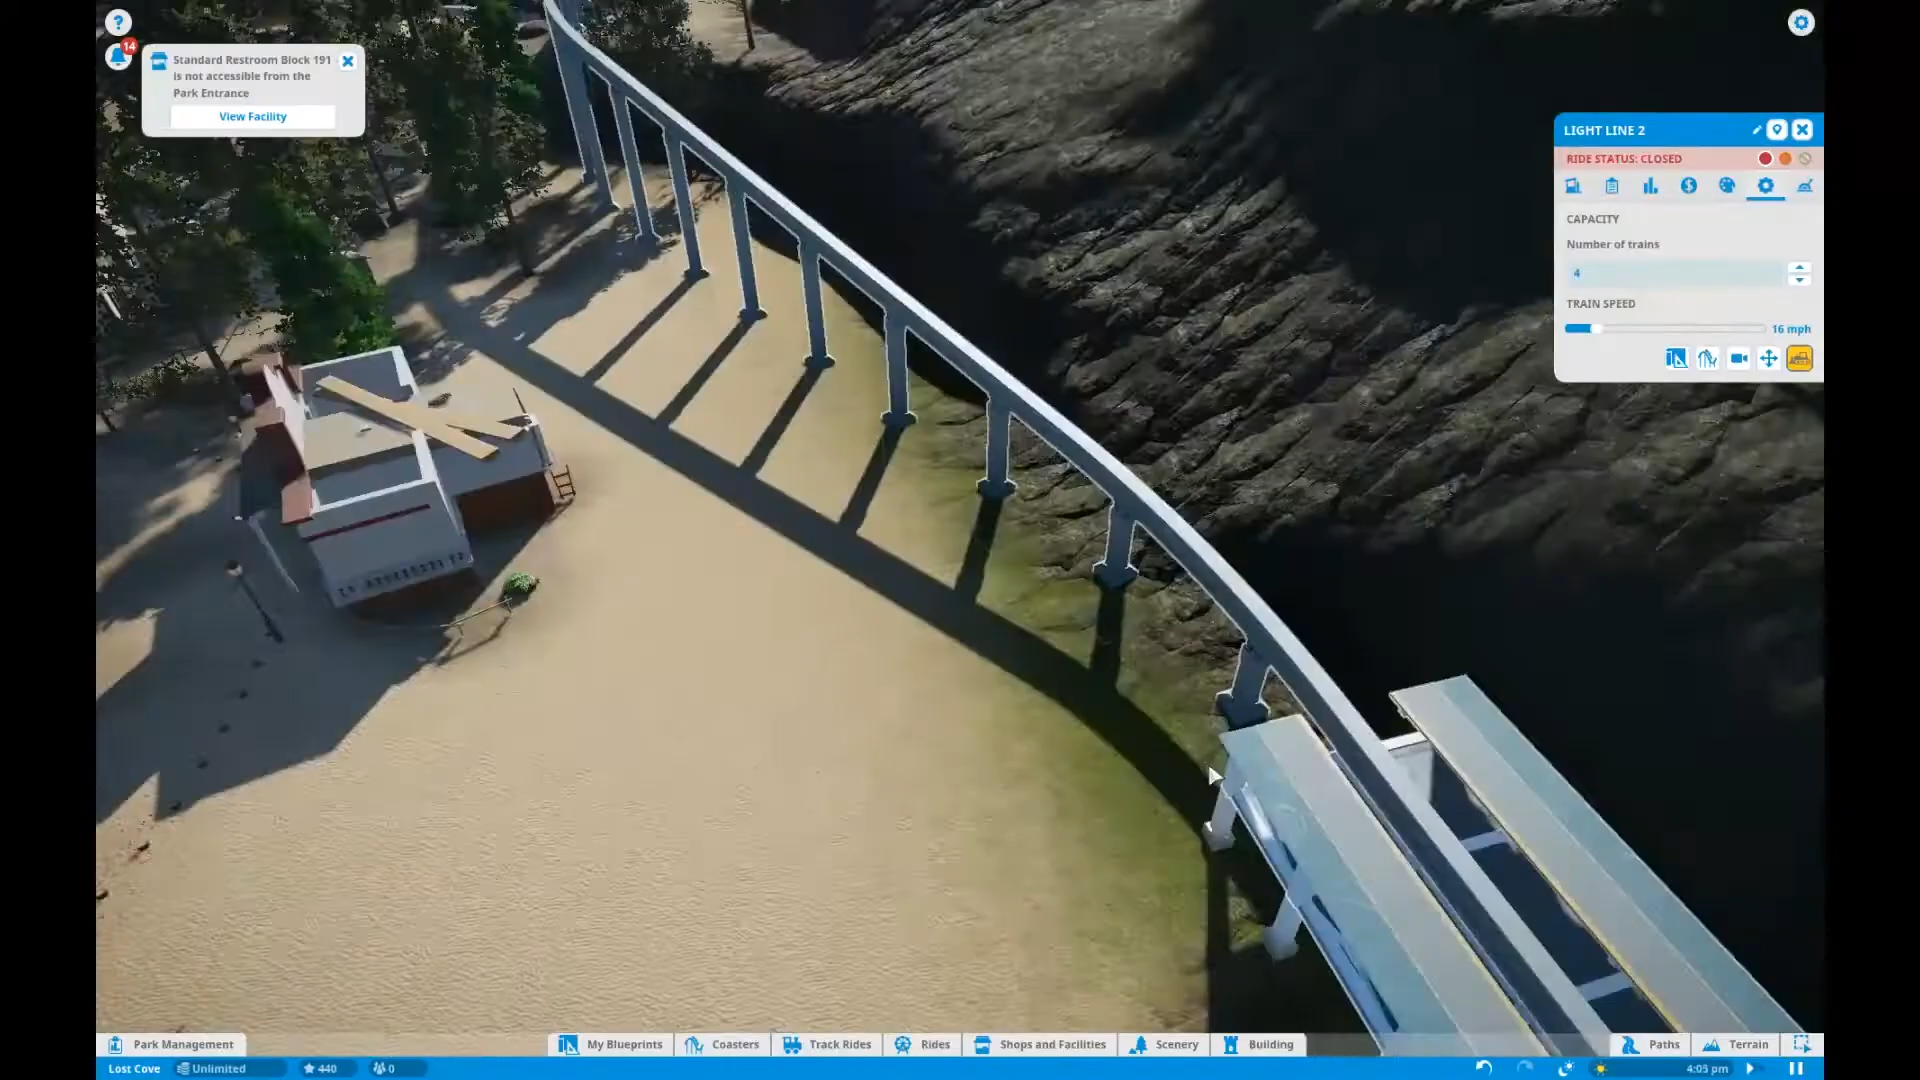 ?
14
Standard Restroom Block 191
is not accessible from the
Park Entrance
View Facility
LIGHT LINE 2
RIDE STATUS: CLOSED
CAPACITY
Number of trains
4
TRAIN SPEED
16 mph
Park Management
My Blueprints
Coasters
Track Rides
Rides
Shops and Facilities
Scenery
Building
Paths
Terrain
Lost Cove
Unlimited
440
0
4:05 pm